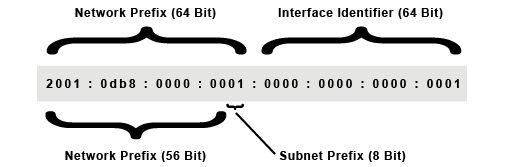 Network Prefix (64 Bit) Interface Identifier (64 Bit)
2001 : 0db8 : 0000 : 0001 : 0000 : 0000 : 0000 : 0001
Network Prefix (56 Bit) Subnet Prefix (8 Bit)